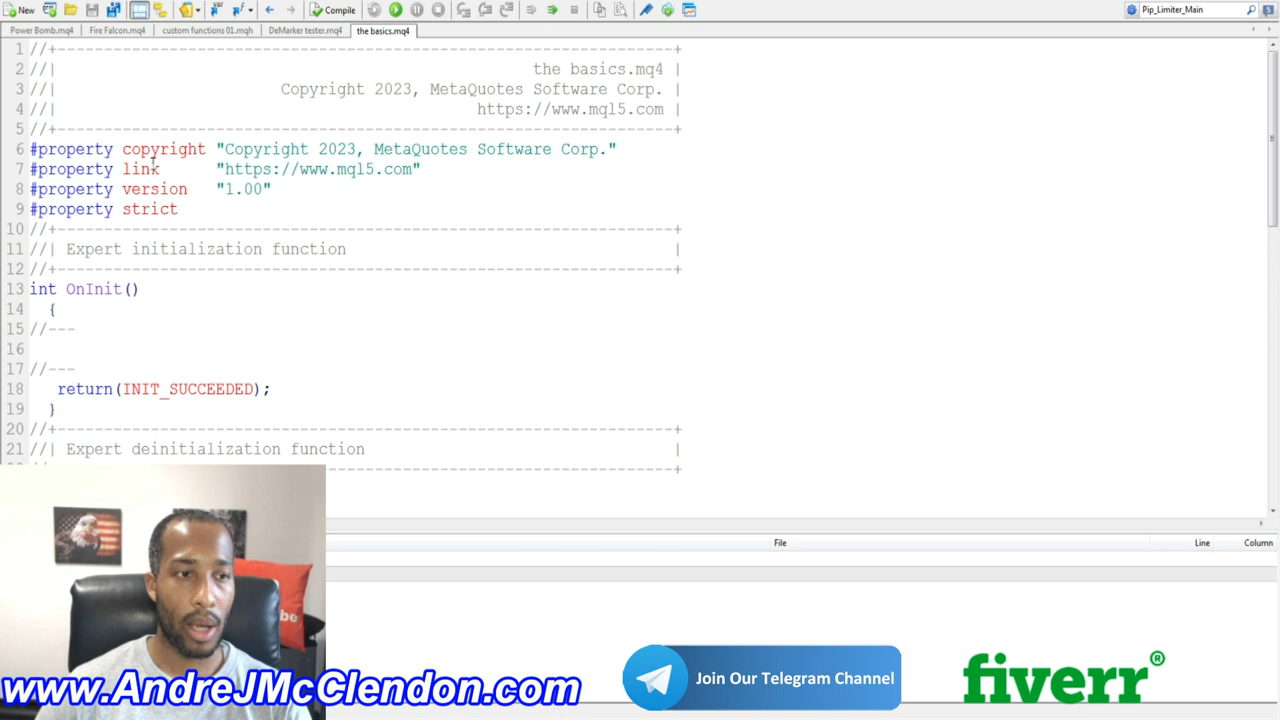 New Compile Pip_Limiter_Main 5
Power Bomb.mq4 Fire Falcon.mq4 custom functions 01.mqh DeMarker tester.mq4 the basics.mq4
1 //+------------------------------------------------------------------+
2 //| the basics.mq4 |
3 //| Copyright 2023, MetaQuotes Software Corp. |
4 //| https://www.mql5.com |
5 //+------------------------------------------------------------------+
6 #property copyright "Copyright 2023, MetaQuotes Software Corp."
7 #property link "https://www.mql5.com"
8 #property version "1.00"
9 #property strict
10 //+------------------------------------------------------------------+
11 //| Expert initialization function |
12 //+------------------------------------------------------------------+
13 int OnInit()
14 {
15 //---
16
17 //---
18 return(INIT_SUCCEEDED);
19 }
20 //+------------------------------------------------------------------+
21 //| Expert deinitialization function |
File Line Column
www.AndreJMcClendon.com
Join Our Telegram Channel
fiverr®